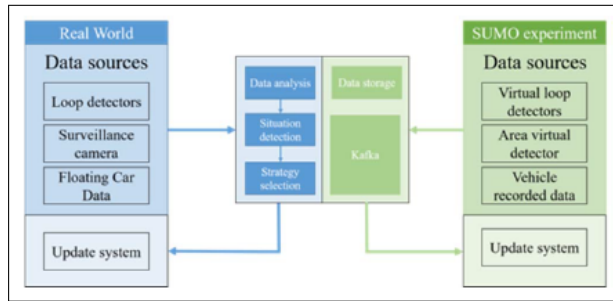 Real World
Data sources
Loop detectors
Surveillance
camera
Floating Car
Data
Update system
Data analysis
Situation
detection
Strategy
selection
Data storage
Kafka
SUMO experiment
Data sources
Virtual loop
detectors
Area virtual
detector
Vehicle
recorded data
Update system